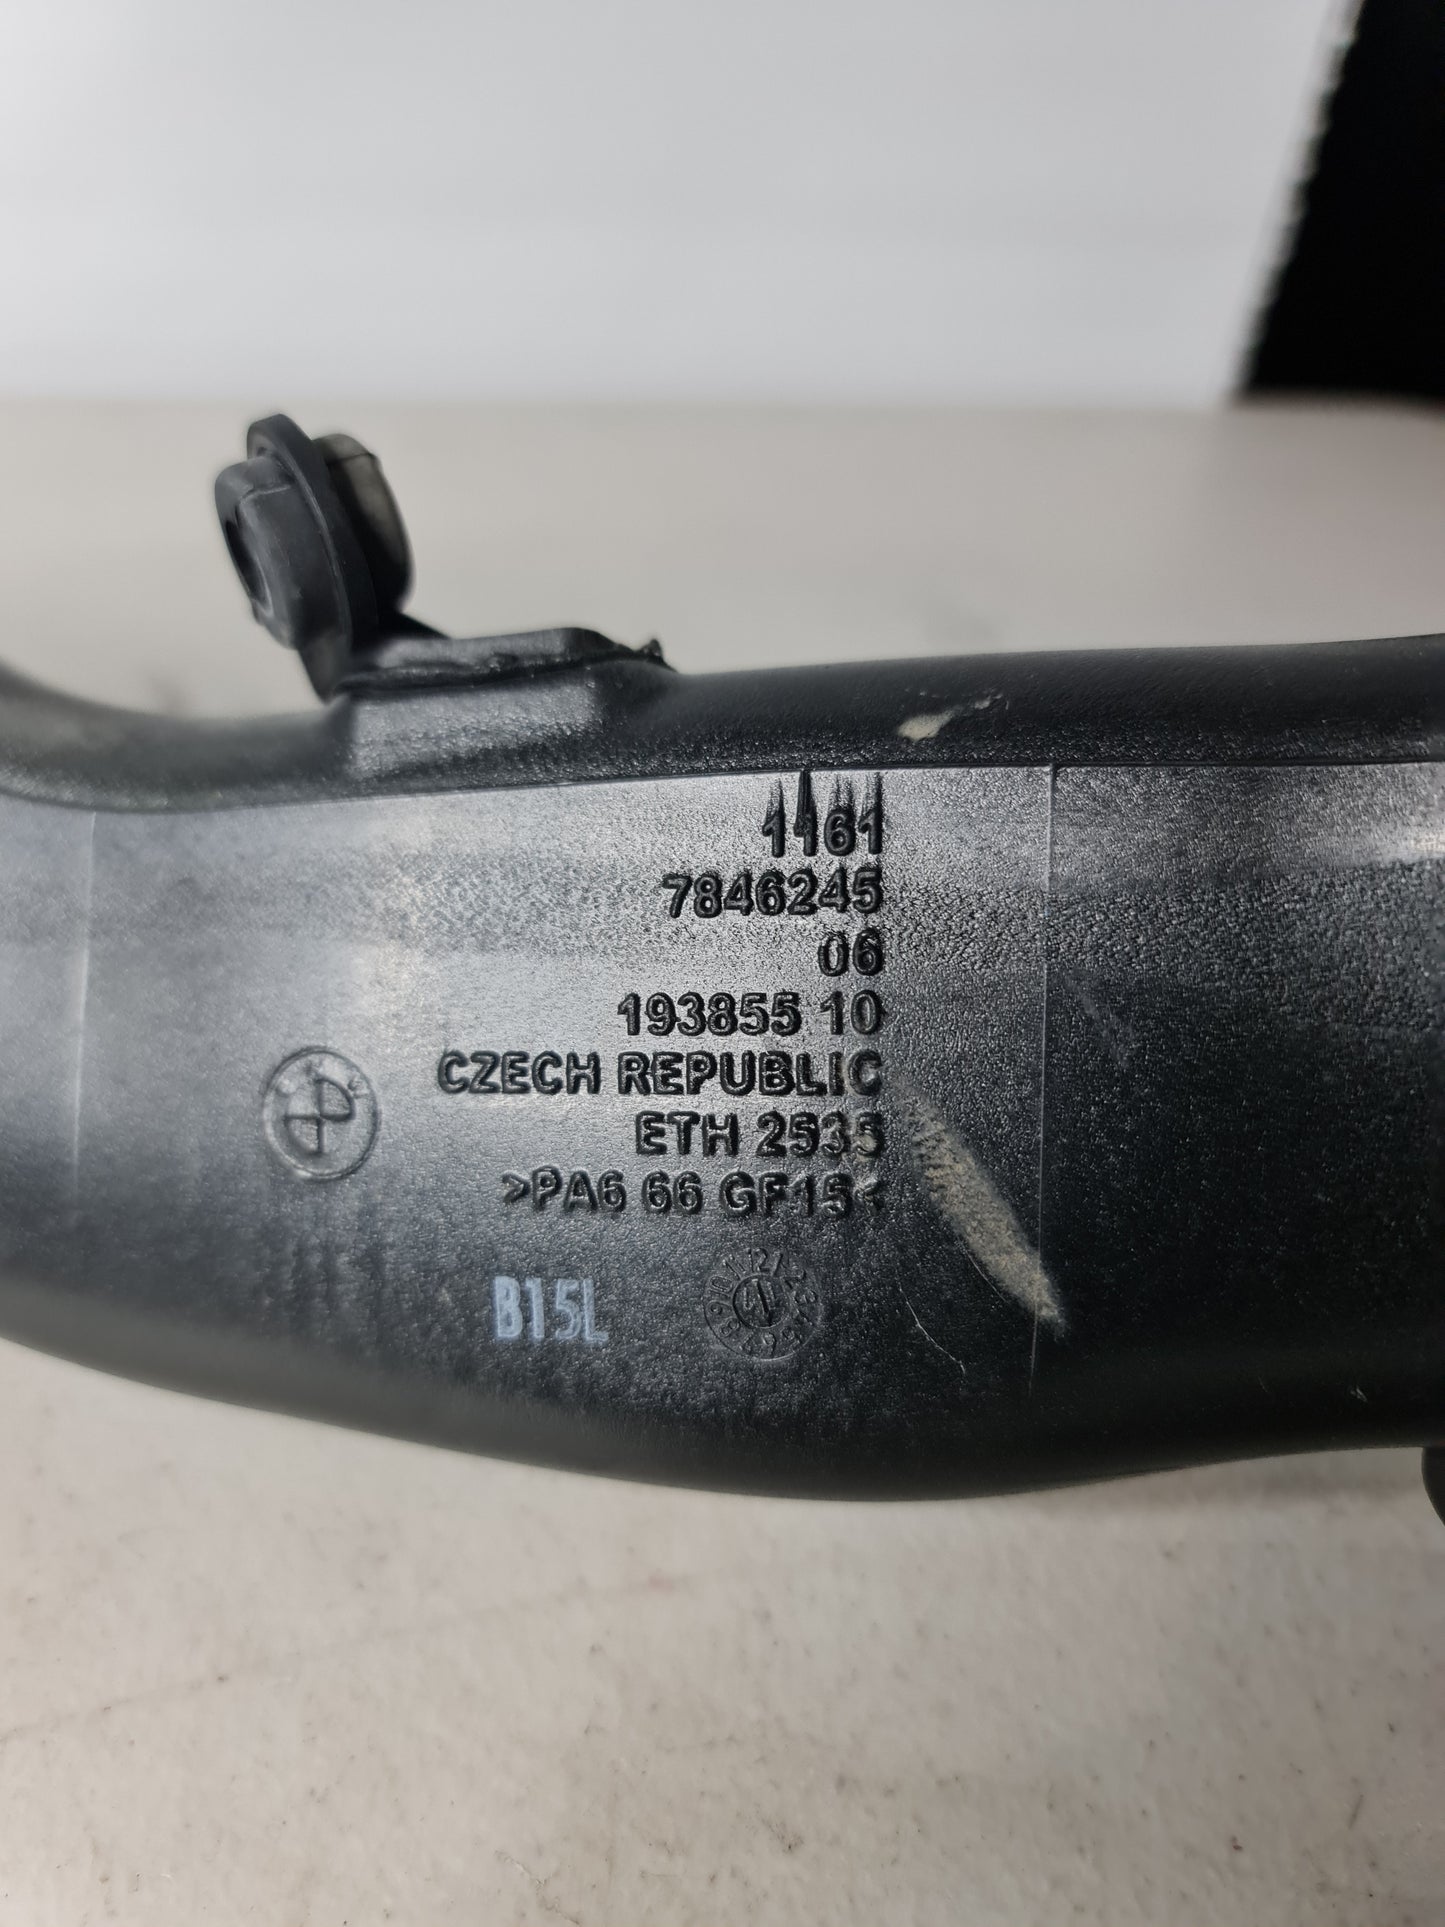 1161
7846245
06
193855 10
CZECH REPUBLIC
ETH 2535
>PA6 66 GF15<
B15L